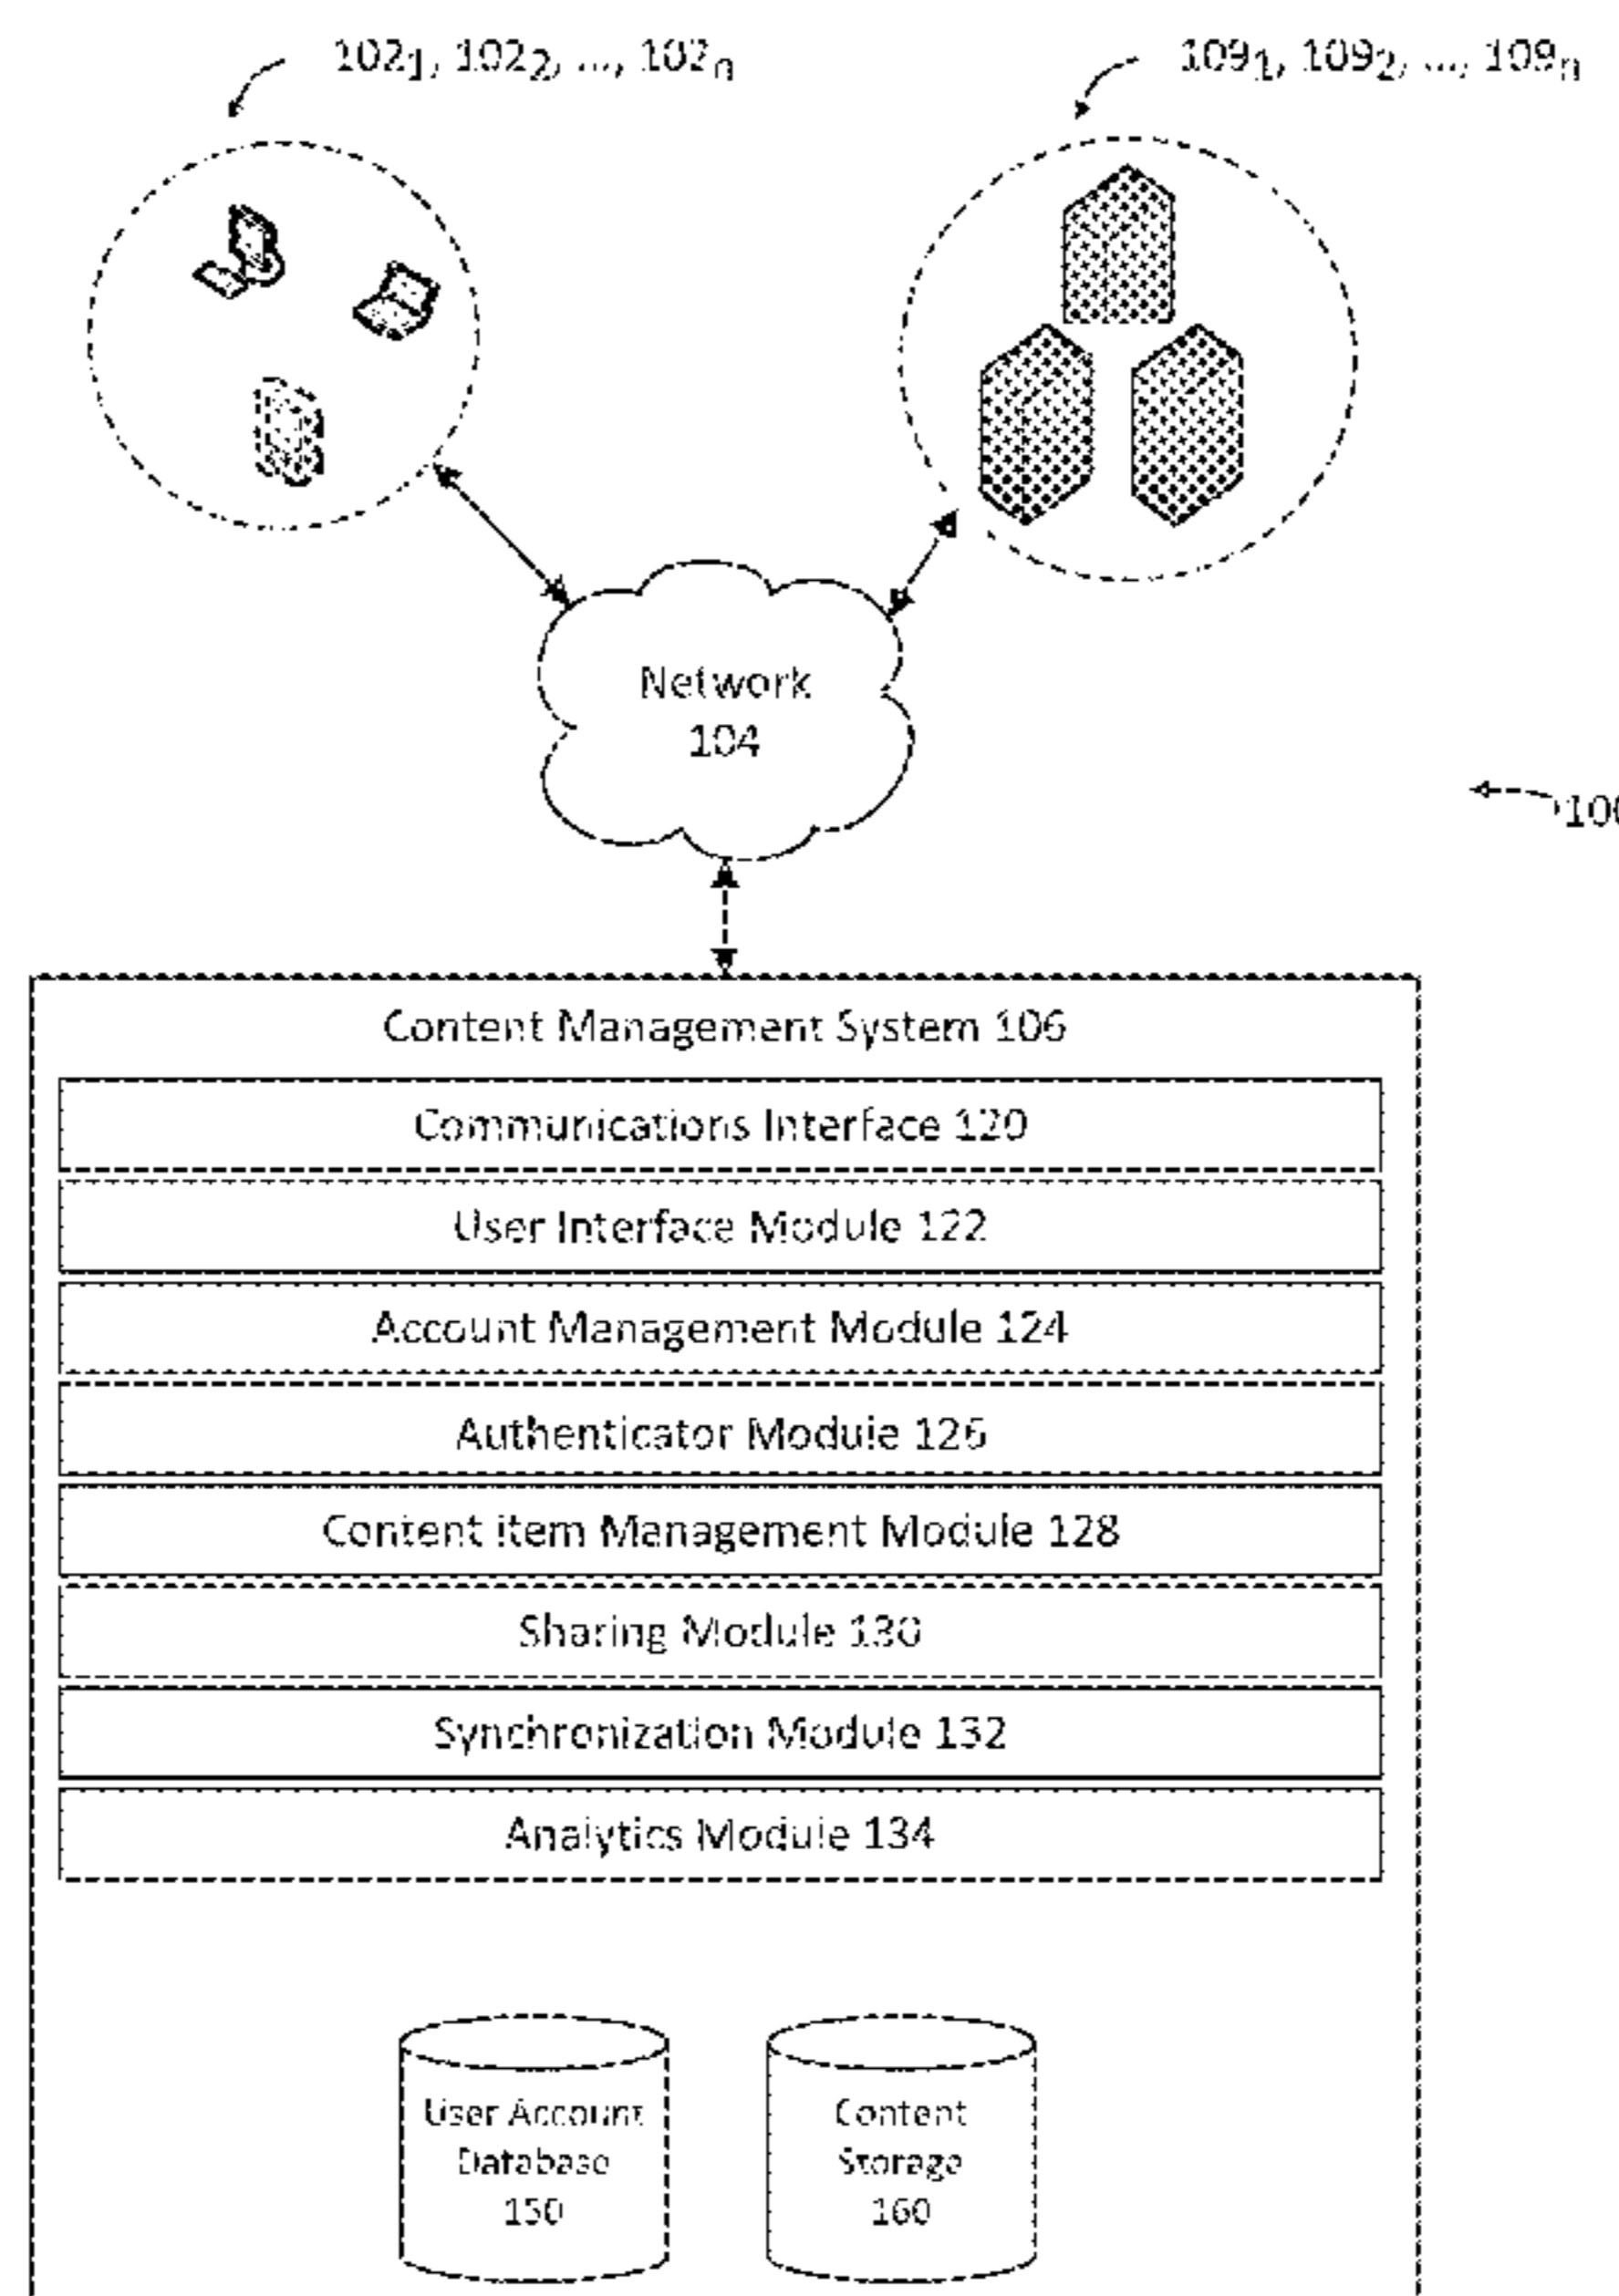 102₁, 102₂, ..., 102ₙ
109₁, 109₂, ..., 109ₙ
Network
104
100
Content Management System 106
Communications Interface 120
User Interface Module 122
Account Management Module 124
Authenticator Module 126
Content item Management Module 128
Sharing Module 130
Synchronization Module 132
Analytics Module 134
User Account
Database
150
Content
Storage
160